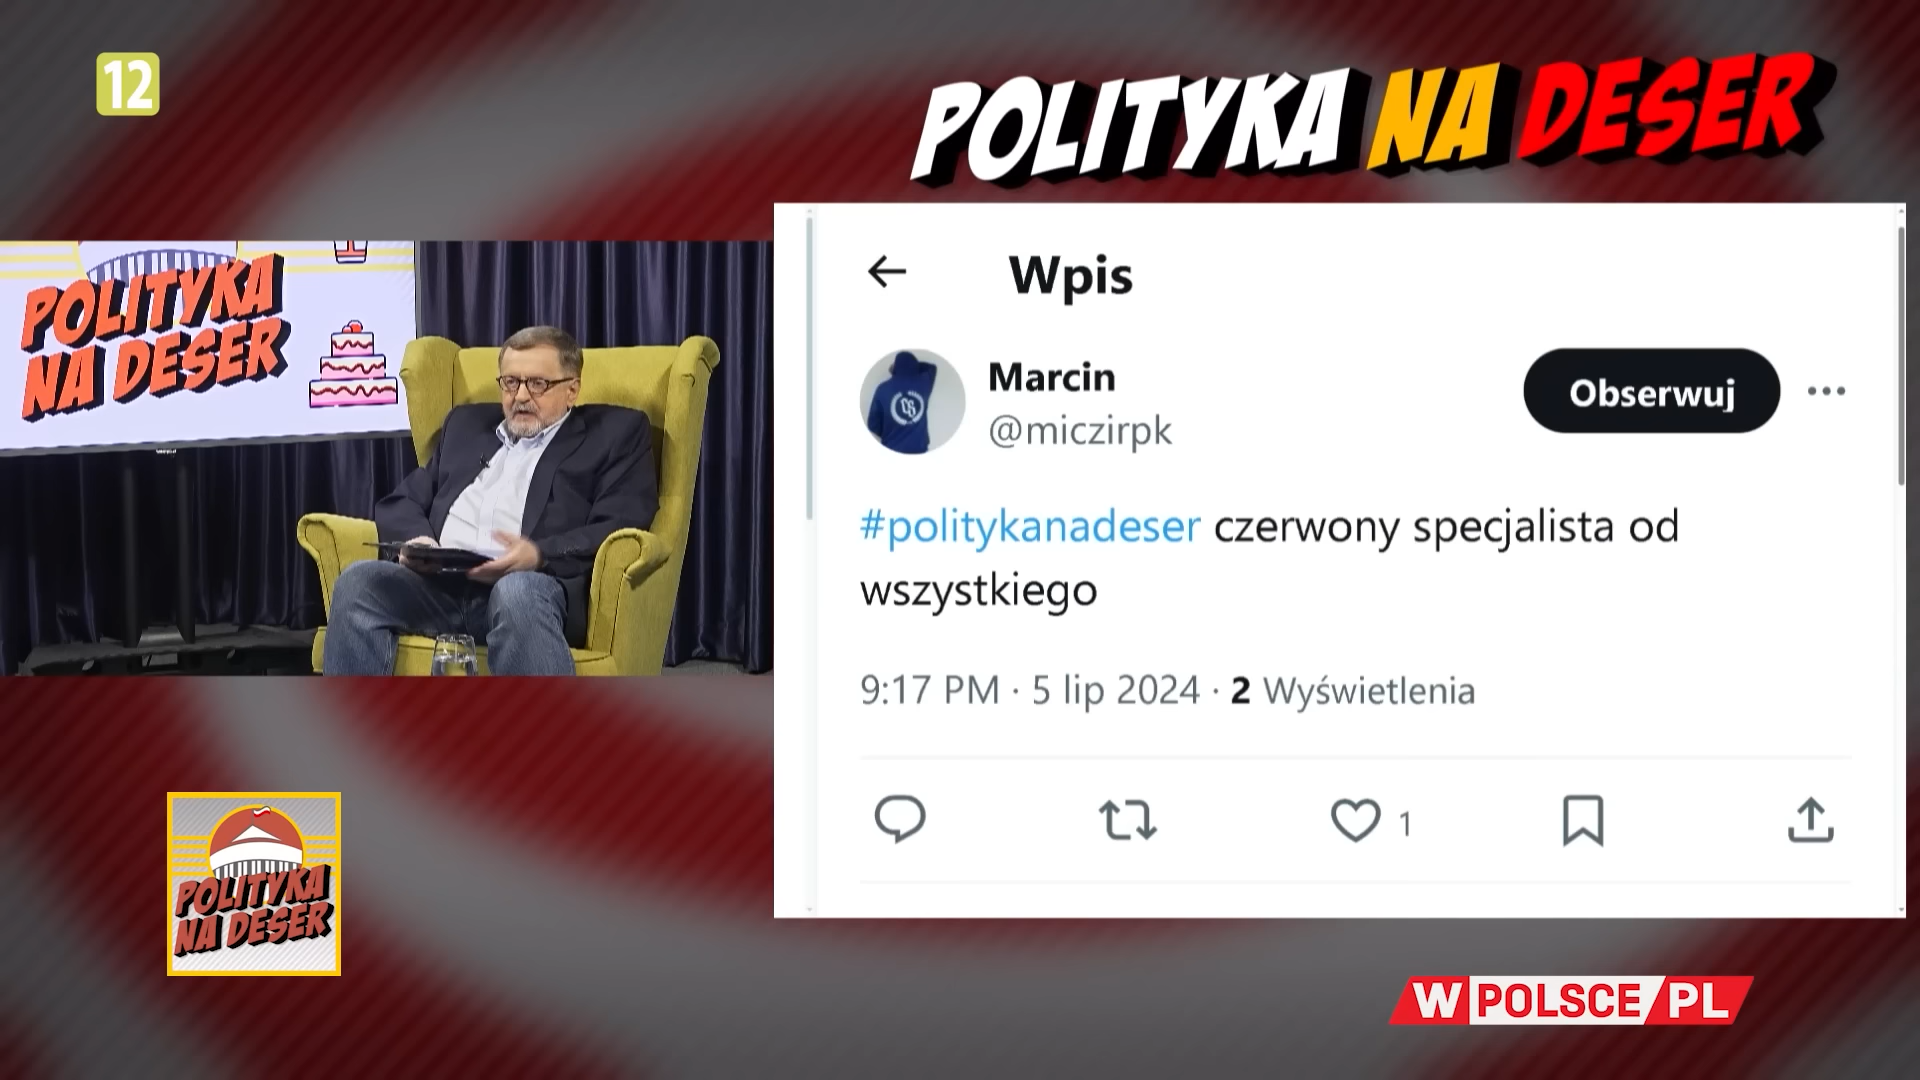 12
POLITYKA NA DESER
POLITYKA
NA DESER
Wpis
Marcin
@miczirpk
Obserwuj
#politykanadeser czerwony specjalista od
wszystkiego
9:17 PM · 5 lip 2024 · 2 Wyświetlenia
1
POLITYKA
NA DESER
WPOLSCE/PL